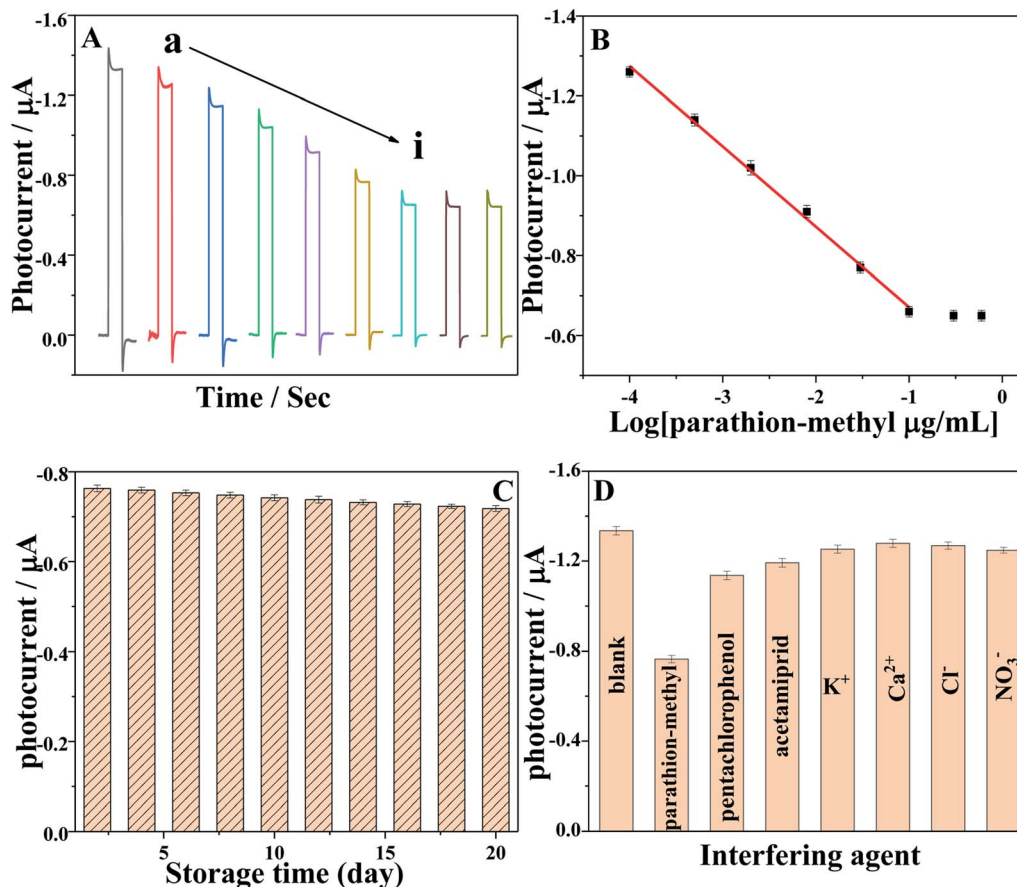 A
a
i
-1.6
-1.2
-0.8
-0.4
0.0
Photocurrent / μA
Time / Sec
B
-1.4
-1.2
-1.0
-0.8
-0.6
Photocurrent / μA
-4
-3
-2
-1
0
Log[parathion-methyl μg/mL]
C
-0.8
-0.6
-0.4
-0.2
0.0
photocurrent / μA
5
10
15
20
Storage time (day)
D
-1.6
-1.2
-0.8
-0.4
0.0
photocurrent / μA
blank
parathion-methyl
pentachlorophenol
acetamiprid
K⁺
Ca²⁺
Cl⁻
NO₃⁻
Interfering agent